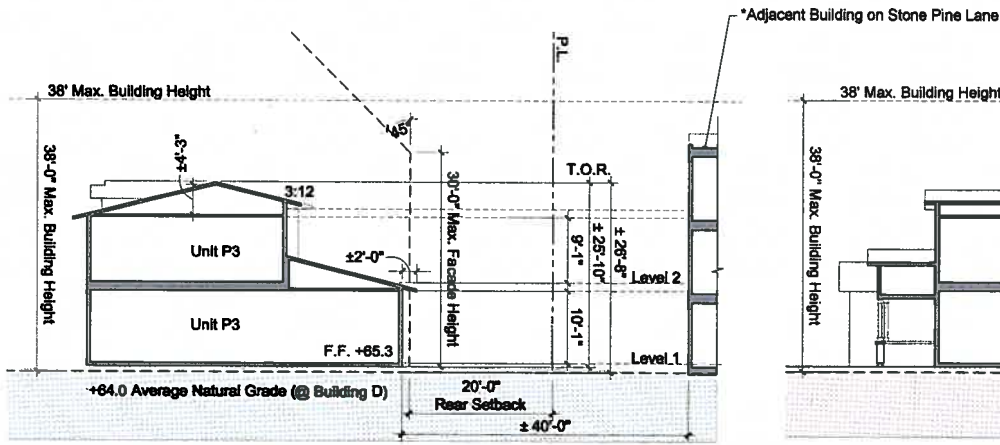 *Adjacent Building on Stone Pine Lane
P.L.
38' Max. Building Height
38' Max. Building Height
45°
±4'-3"
3:12
T.O.R.
38'-0" Max. Building Height
30'-0" Max. Facade Height
9'-1"
± 25'-10"
± 26'-8"
38'-0" Max. Building Height
Unit P3
±2'-0"
Level 2
Unit P3
10'-1"
F.F. +65.3
Level 1
+64.0 Average Natural Grade (@ Building D)
20'-0"
Rear Setback
± 40'-0"